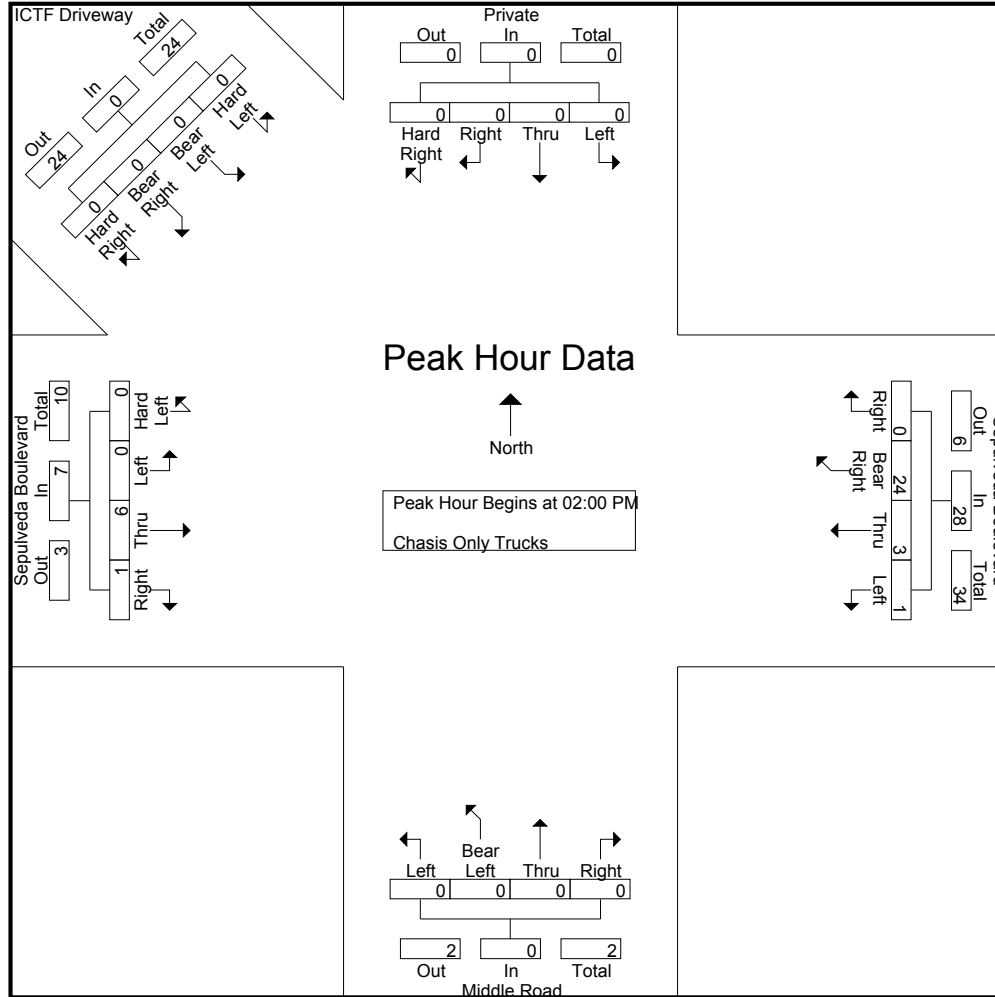 ICTF Driveway
Total
24
In
0
Out
24
0
Hard
Left
0
Bear
Left
0
Bear
Right
0
Hard
Right
Private
Out
In
Total
0
0
0
0
0
0
0
Hard
Right
Right
Thru
Left
Peak Hour Data
North
Peak Hour Begins at 02:00 PM
Chasis Only Trucks
Sepulveda Boulevard
Total
10
In
7
Out
3
0
Hard
Left
0
Left
6
Thru
1
Right
Right
0
Bear
Right
24
Thru
3
Left
1
Out
6
In
28
Total
34
Left
Bear
Left
Thru
Right
0
0
0
0
2
0
2
Out
In
Total
Middle Road